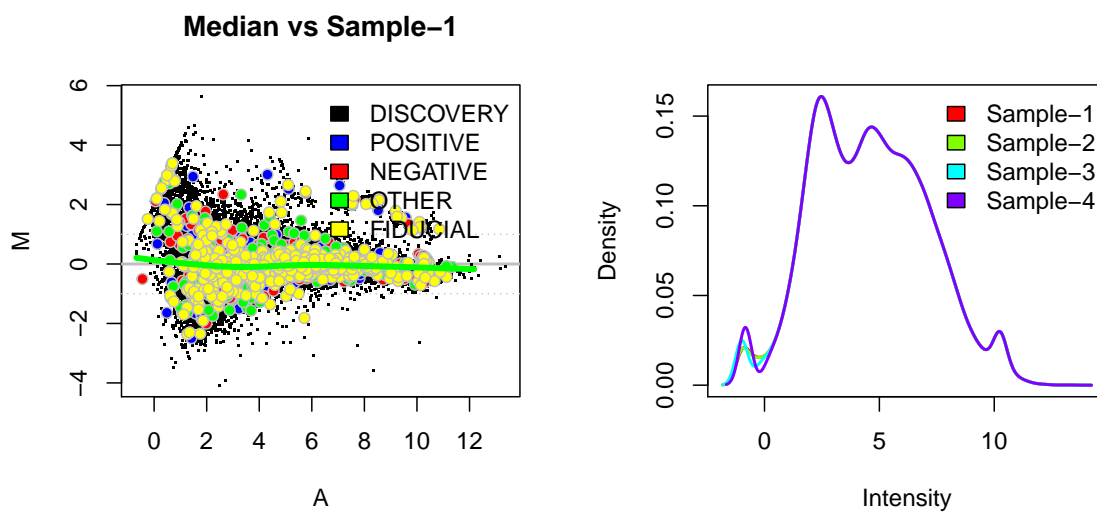 Median vs Sample−1
M
6
4
2
0
−2
−4
DISCOVERY
POSITIVE
NEGATIVE
OTHER
FIDUCIAL
0 2 4 6 8 10 12
A
Density
0.15
0.10
0.05
0.00
Sample−1
Sample−2
Sample−3
Sample−4
0 5 10
Intensity